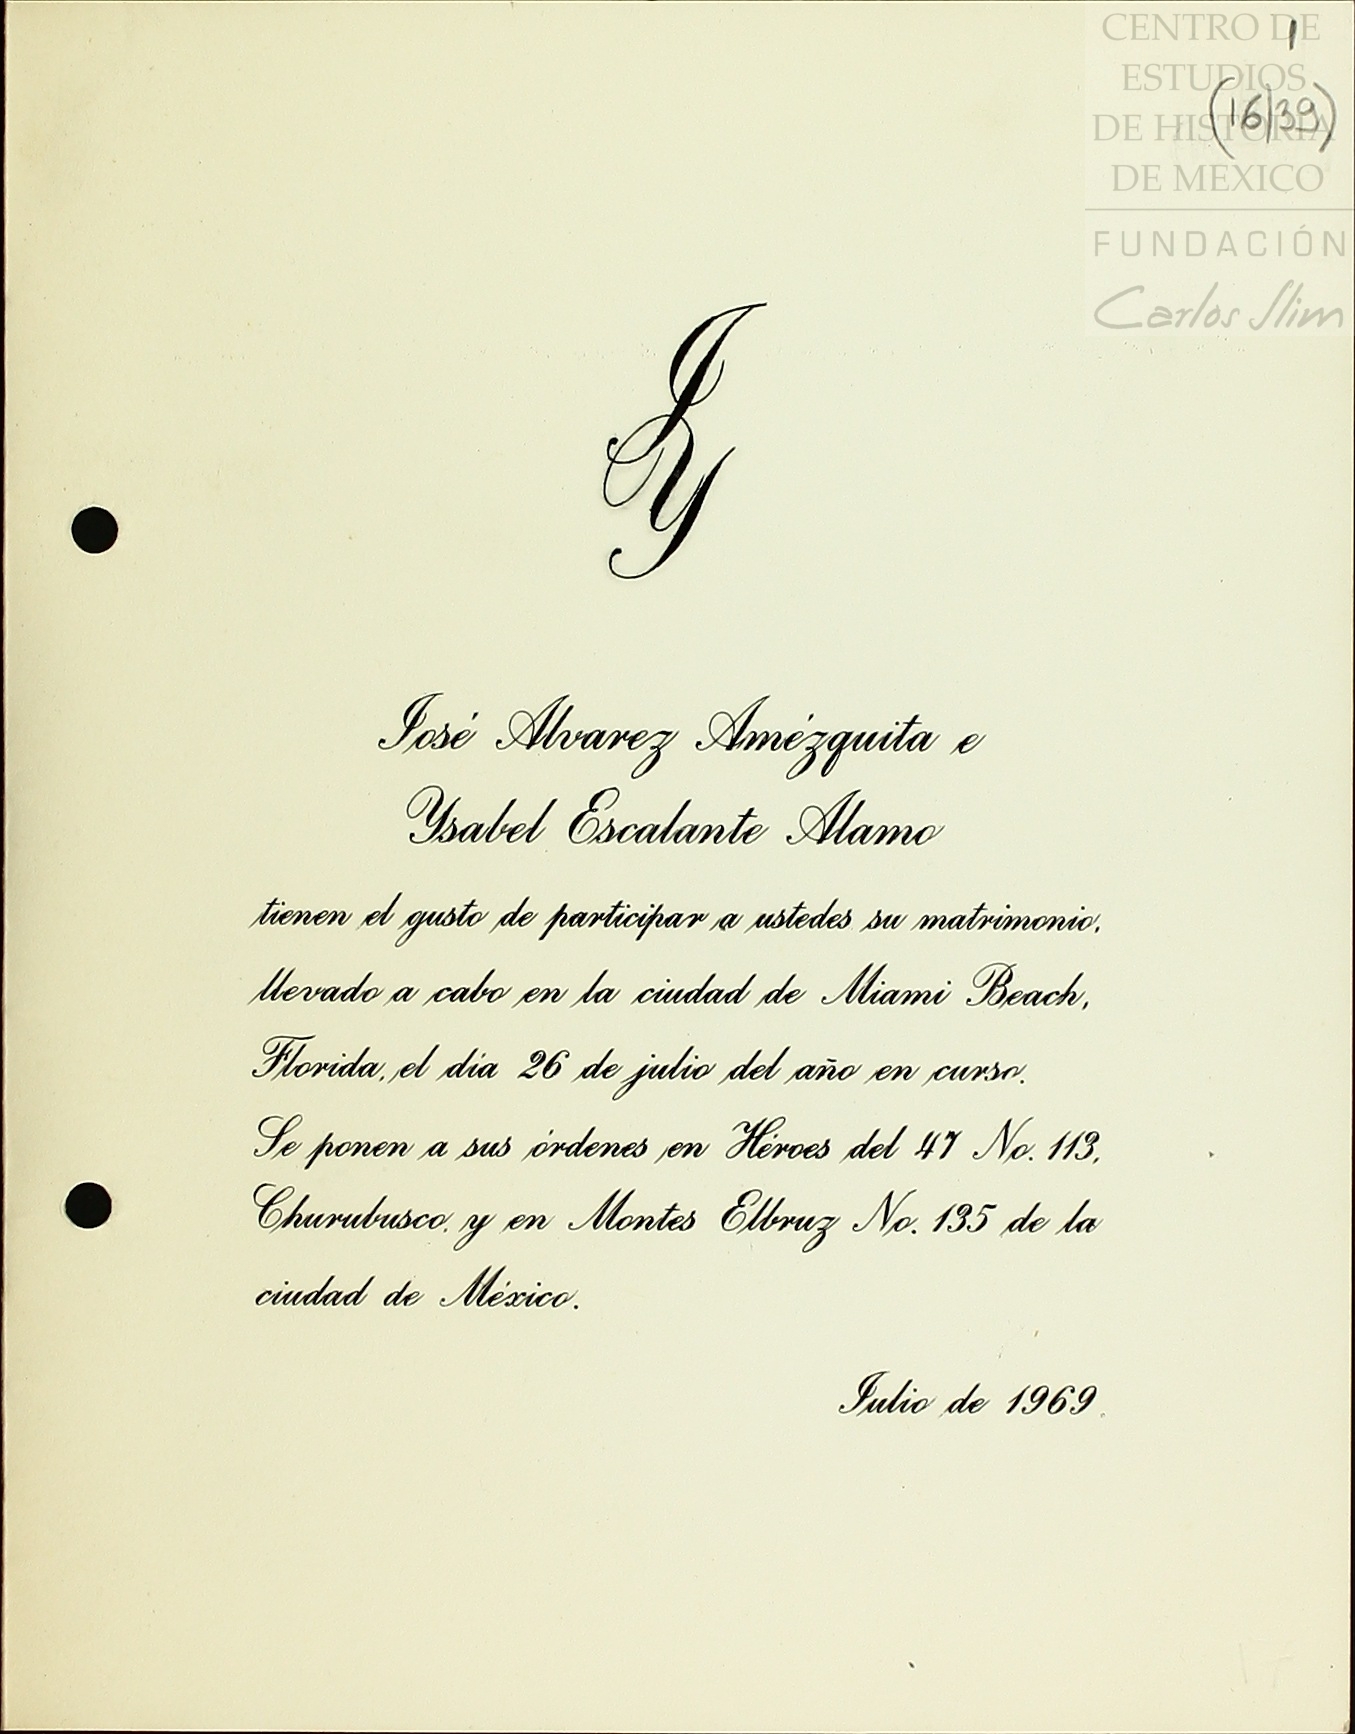 CENTRO DE
ESTUDIOS
DE HISTORIA
DE MEXICO
FUNDACIÓN
Carlos Slim
1
(16/39)
J
Y
José Alvarez Amézquita e
Ysabel Escalante Alamo
tienen el gusto de participar a ustedes su matrimonio,
llevado a cabo en la ciudad de Miami Beach,
Florida, el día 26 de julio del año en curso.
Se ponen a sus órdenes en Héroes del 47 No. 113,
Churubusco, y en Montes Elbruz No. 135 de la
ciudad de México.
Julio de 1969.